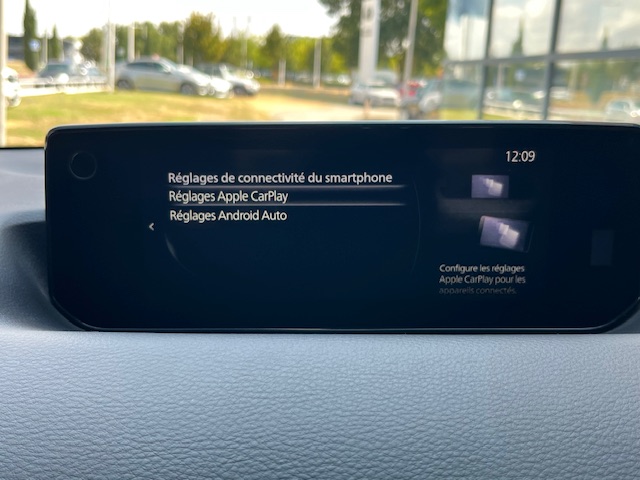 12:09
Réglages de connectivité du smartphone
Réglages Apple CarPlay
Réglages Android Auto
Configure les réglages
Apple CarPlay pour les
appareils connectés.